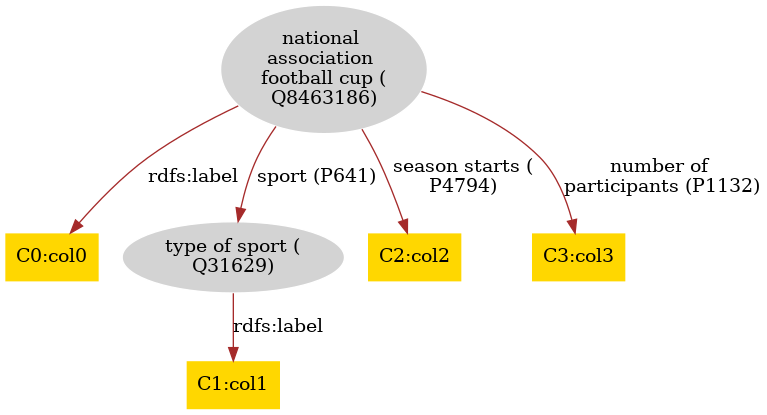 national
association
football cup (
Q8463186)
rdfs:label
sport (P641)
season starts (
P4794)
number of
participants (P1132)
C0:col0
type of sport (
Q31629)
C2:col2
C3:col3
rdfs:label
C1:col1